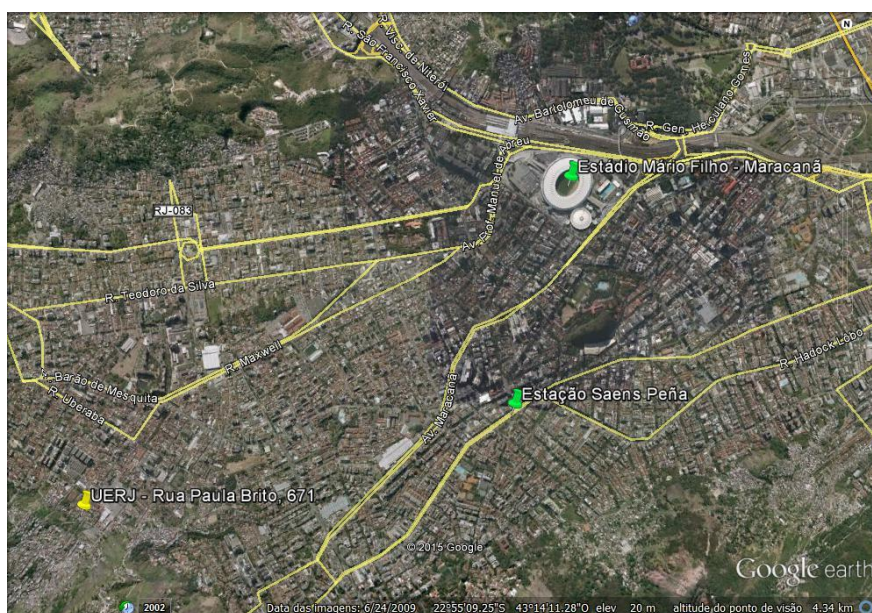 R. Visc. de Niterói
R. São Francisco Xavier
N
Av. Bartolomeu de Gusmão
R. Gen. Herculano Gomes
Estádio Mário Filho - Maracanã
Av. Prof. Manuel de Abreu
RJ-083
R. Teodoro da Silva
R. Maxwell
R. Hadock Lobo
R. Barão de Mesquita
R. Uberaba
Av. Maracanã
Estação Saens Peña
UERJ - Rua Paula Brito, 671
© 2015 Google
Google earth
2002
Data das imagens: 6/24/2009 22°55'09.25"S 43°14'11.28"O elev 20 m altitude do ponto de visão 4.34 km